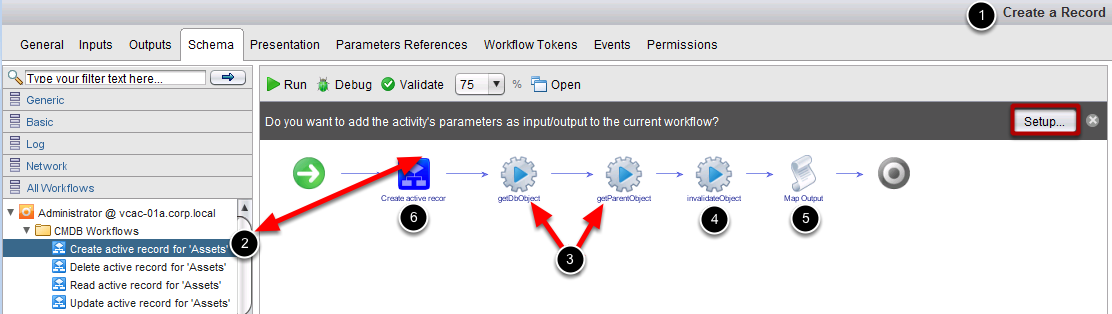 1 Create a Record
General Inputs Outputs Schema Presentation Parameters References Workflow Tokens Events Permissions
Type your filter text here...
Run Debug Validate 75 % Open
Generic
Basic
Log
Network
All Workflows
Do you want to add the activity's parameters as input/output to the current workflow? Setup...
Create active recor getDbObject getParentObject invalidateObject Map Output
6 3 4 5
Administrator @ vcac-01a.corp.local
CMDB Workflows
2
Create active record for 'Assets'
Delete active record for 'Assets'
Read active record for 'Assets'
Update active record for 'Assets'